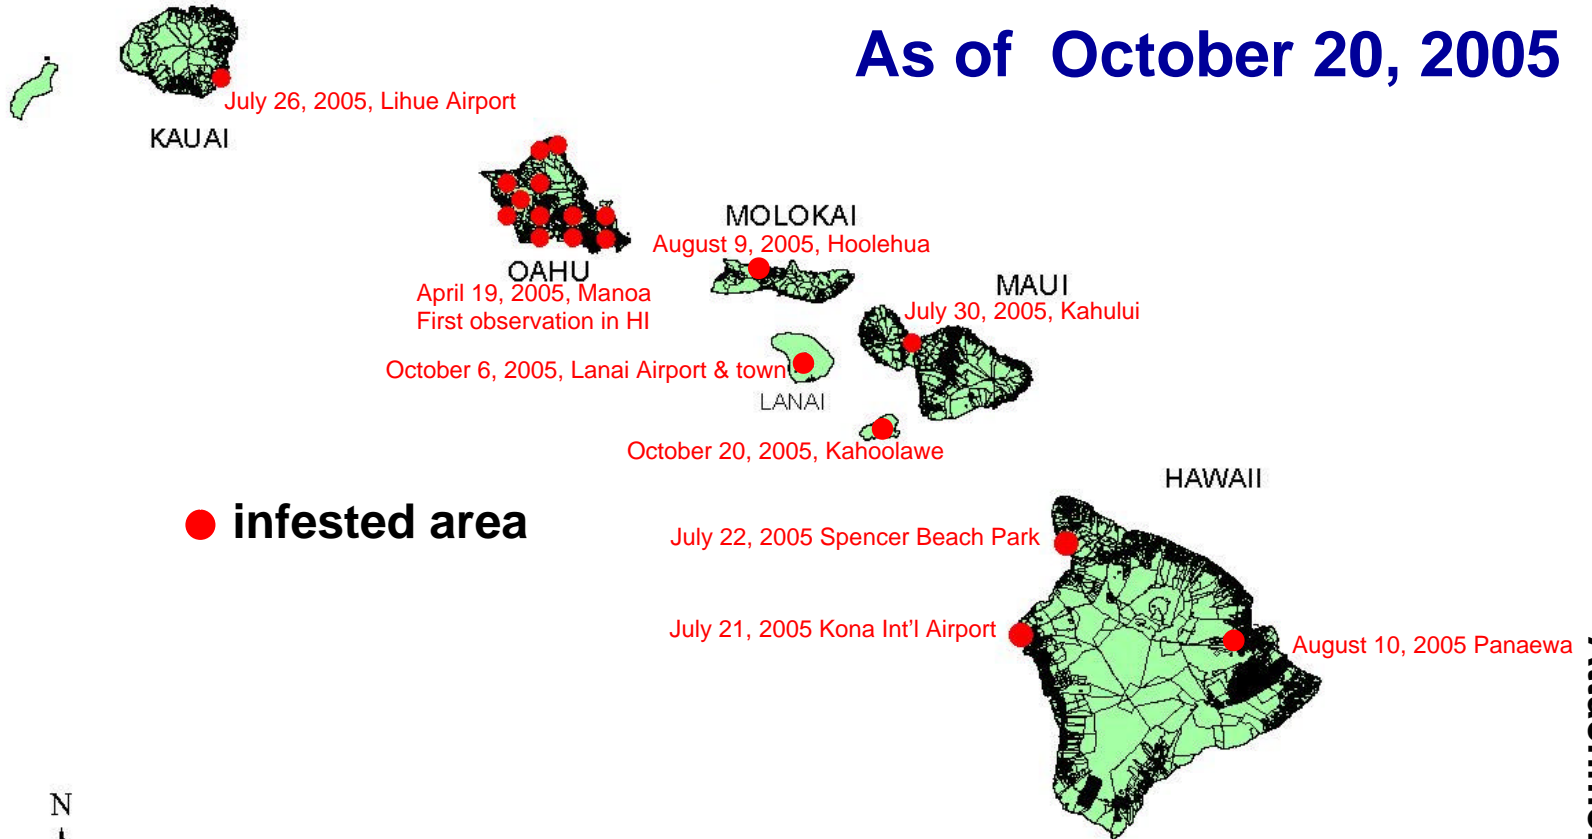 As of October 20, 2005
July 26, 2005, Lihue Airport
KAUAI
MOLOKAI
August 9, 2005, Hoolehua
OAHU
April 19, 2005, Manoa
First observation in HI
MAUI
July 30, 2005, Kahului
October 6, 2005, Lanai Airport & town
LANAI
October 20, 2005, Kahoolawe
HAWAII
infested area
July 22, 2005 Spencer Beach Park
July 21, 2005 Kona Int'l Airport
August 10, 2005 Panaewa
N